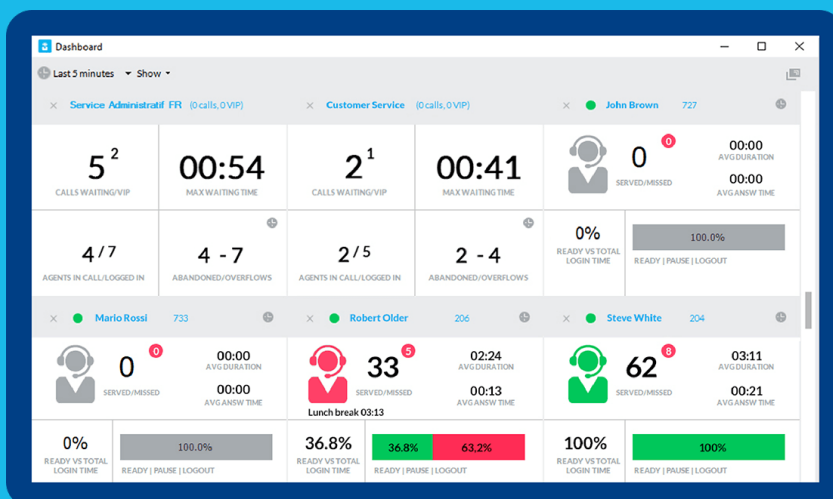 Dashboard
Last 5 minutes Show
Service Administratif FR (0 calls, 0 VIP)
5 2
CALLS WAITING/VIP
00:54
MAX WAITING TIME
4/7
AGENTS IN CALL/LOGGED IN
4 - 7
ABANDONED/OVERFLOWS
Customer Service (0 calls, 0 VIP)
2 1
CALLS WAITING/VIP
00:41
MAX WAITING TIME
2/5
AGENTS IN CALL/LOGGED IN
2 - 4
ABANDONED/OVERFLOWS
John Brown 727
0 0
SERVED/MISSED
00:00
AVG DURATION
00:00
AVG ANSW TIME
0%
READY VS TOTAL
LOGIN TIME
100.0%
READY | PAUSE | LOGOUT
Mario Rossi 733
0 0
SERVED/MISSED
00:00
AVG DURATION
00:00
AVG ANSW TIME
0%
READY VS TOTAL
LOGIN TIME
100.0%
READY | PAUSE | LOGOUT
Robert Older 206
33 5
SERVED/MISSED
Lunch break 03:13
02:24
AVG DURATION
00:13
AVG ANSW TIME
36.8%
READY VS TOTAL
LOGIN TIME
36.8% 63,2%
READY | PAUSE | LOGOUT
Steve White 204
62 8
SERVED/MISSED
03:11
AVG DURATION
00:21
AVG ANSW TIME
100%
READY VS TOTAL
LOGIN TIME
100%
READY | PAUSE | LOGOUT